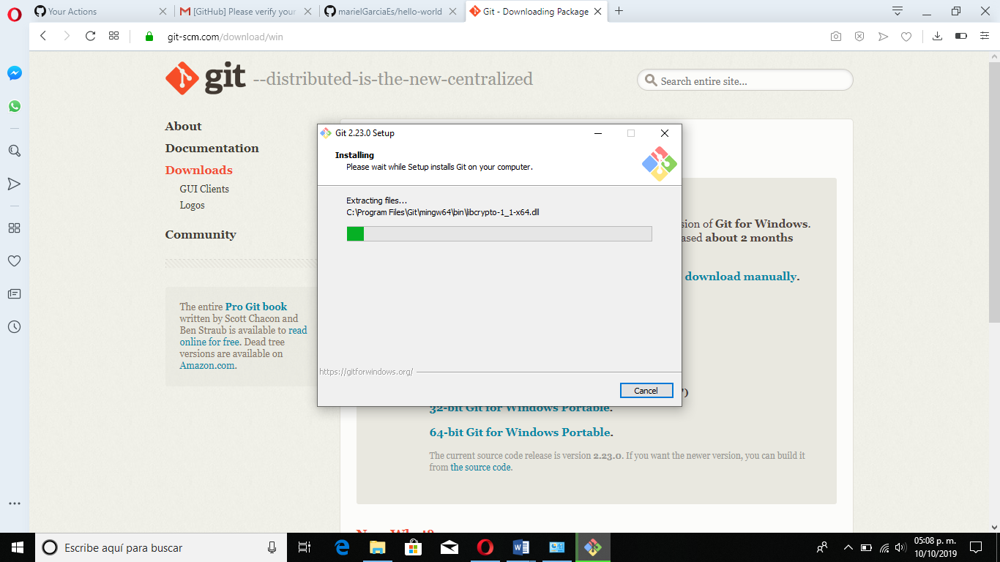 Your Actions
[GitHub] Please verify your
marielGarciaEs/hello-world
Git - Downloading Package
git-scm.com/download/win
git --distributed-is-the-new-centralized
Search entire site...
About
Documentation
Downloads
GUI Clients
Logos
Community
The entire Pro Git book
written by Scott Chacon and
Ben Straub is available to read
online for free. Dead tree
versions are available on
Amazon.com.
Git 2.23.0 Setup
Installing
Please wait while Setup installs Git on your computer.
Extracting files...
C:\Program Files\Git\mingw64\bin\libcrypto-1_1-x64.dll
https://gitforwindows.org/
Cancel
sion of Git for Windows.
ased about 2 months
download manually.
")
32-bit Git for Windows Portable.
64-bit Git for Windows Portable.
The current source code release is version 2.23.0. If you want the newer version, you can build it
from the source code.
Now What?
Escribe aquí para buscar
05:08 p. m.
10/10/2019